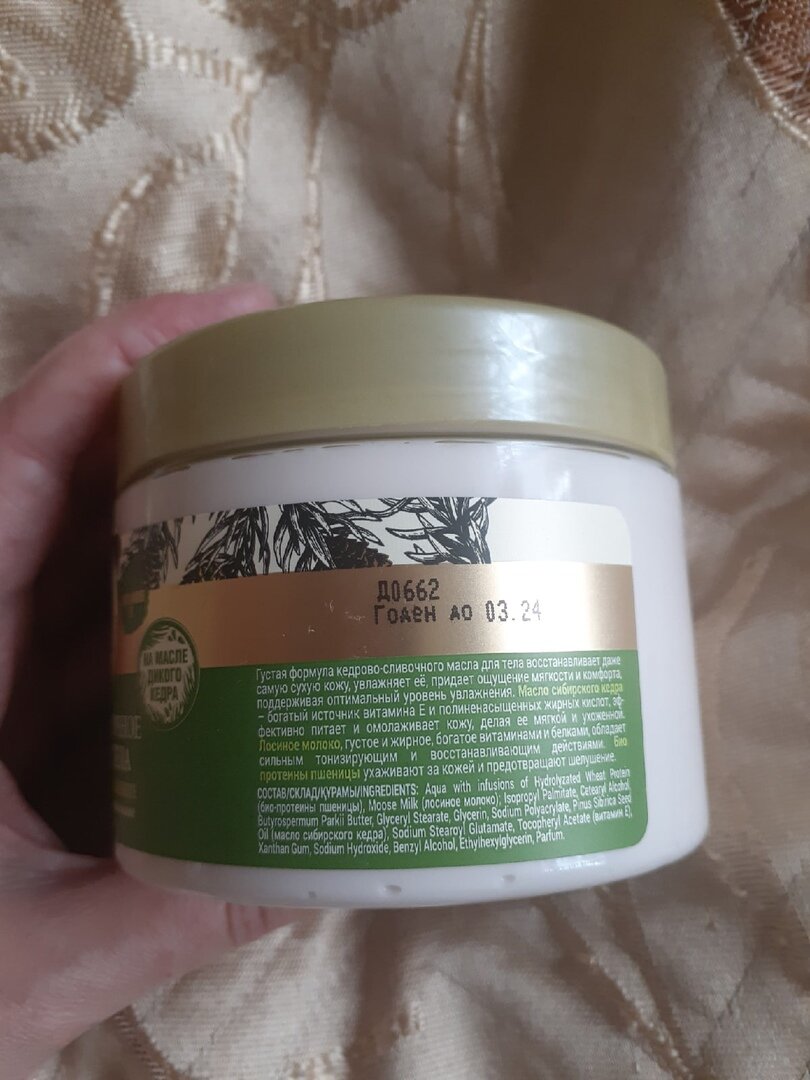 Д0662
Годен до 03.24
НА МАСЛЕ
ДИКОГО
КЕДРА
Густая формула кедрово-сливочного масла для тела восстанавливает даже
самую сухую кожу, увлажняет её, придает ощущение мягкости и комфорта,
поддерживая оптимальный уровень увлажнения. Масло сибирского кедра
– богатый источник витамина Е и полиненасыщенных жирных кислот, эф-
фективно питает и омолаживает кожу, делая ее мягкой и ухоженной.
Лосиное молоко, густое и жирное, богатое витаминами и белками, обладает
сильным тонизирующим и восстанавливающим действиями. Био
протеины пшеницы ухаживают за кожей и предотвращают шелушение.
СОСТАВ/СКЛАД/ҚҰРАМЫ/INGREDIENTS: Aqua with infusions of Hydrolyzated Wheat Protein
(био-протеины пшеницы), Moose Milk (лосиное молоко); Isopropyl Palmitate, Cetearyl Alcohol,
Butyrospermum Parkii Butter, Glyceryl Stearate, Glycerin, Sodium Polyacrylate, Pinus Sibirica Seed
Oil (масло сибирского кедра), Sodium Stearoyl Glutamate, Tocopheryl Acetate (витамин Е),
Xanthan Gum, Sodium Hydroxide, Benzyl Alcohol, Ethylhexylglycerin, Parfum.